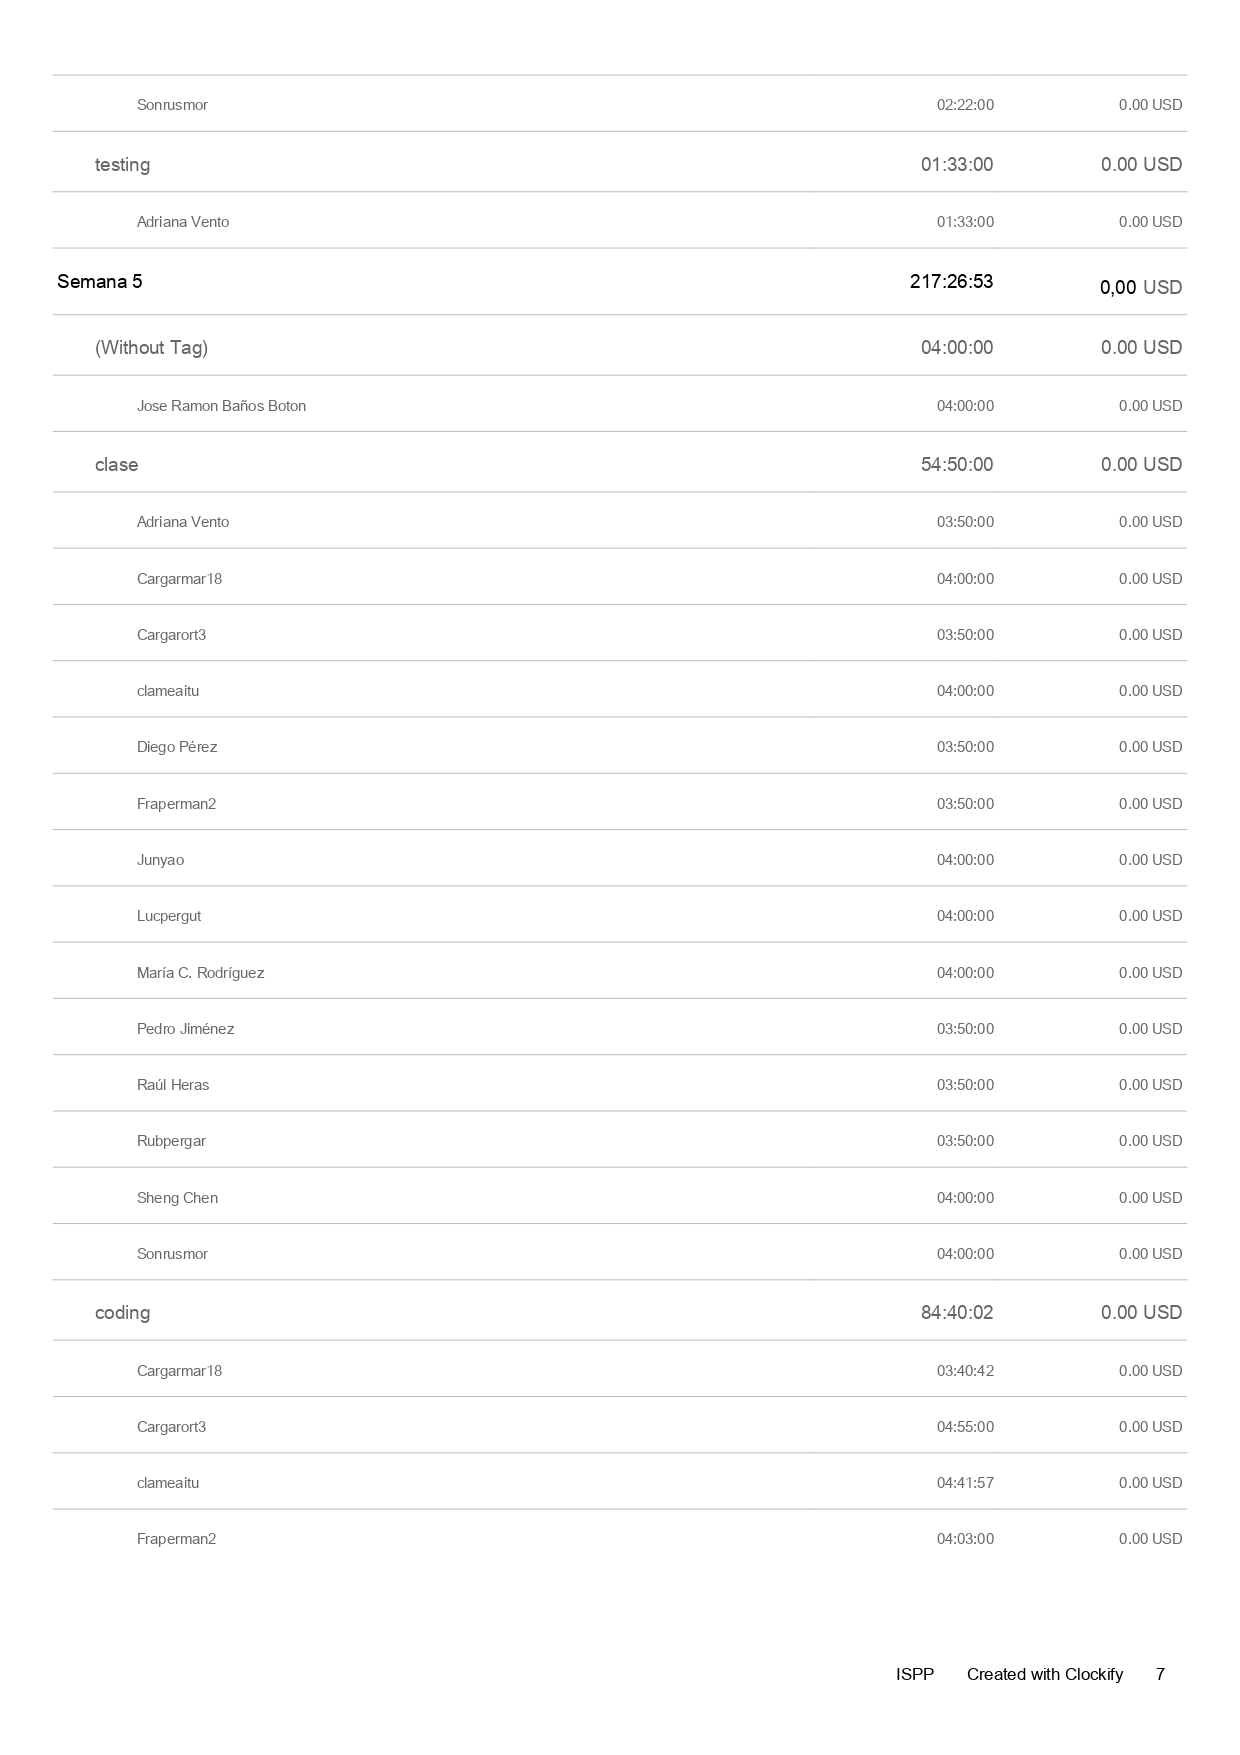 Sonrusmor 02:22:00 0.00 USD
testing 01:33:00 0.00 USD
Adriana Vento 01:33:00 0.00 USD
Semana 5 217:26:53 0,00 USD
(Without Tag) 04:00:00 0.00 USD
Jose Ramon Baños Boton 04:00:00 0.00 USD
clase 54:50:00 0.00 USD
Adriana Vento 03:50:00 0.00 USD
Cargarmar18 04:00:00 0.00 USD
Cargarort3 03:50:00 0.00 USD
clameaitu 04:00:00 0.00 USD
Diego Pérez 03:50:00 0.00 USD
Fraperman2 03:50:00 0.00 USD
Junyao 04:00:00 0.00 USD
Lucpergut 04:00:00 0.00 USD
María C. Rodríguez 04:00:00 0.00 USD
Pedro Jiménez 03:50:00 0.00 USD
Raúl Heras 03:50:00 0.00 USD
Rubpergar 03:50:00 0.00 USD
Sheng Chen 04:00:00 0.00 USD
Sonrusmor 04:00:00 0.00 USD
coding 84:40:02 0.00 USD
Cargarmar18 03:40:42 0.00 USD
Cargarort3 04:55:00 0.00 USD
clameaitu 04:41:57 0.00 USD
Fraperman2 04:03:00 0.00 USD
ISPP Created with Clockify 7